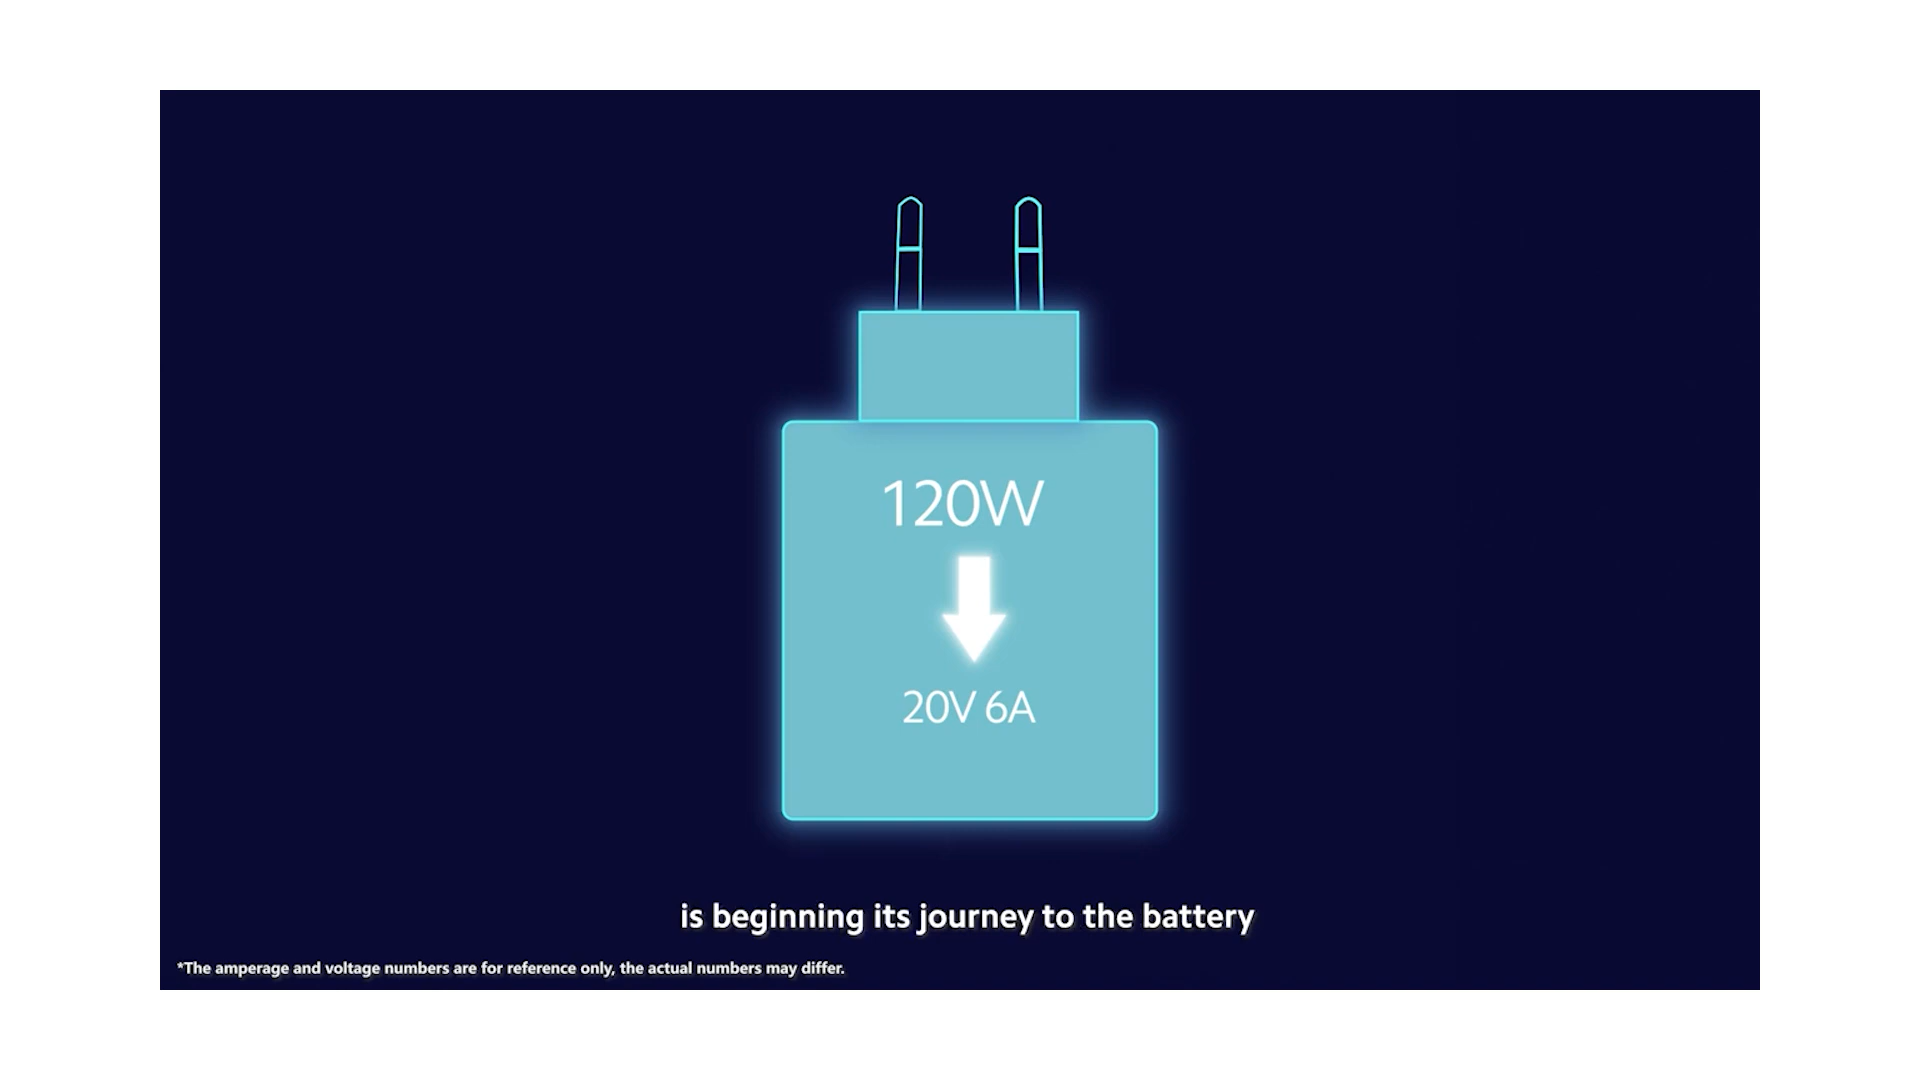 120W
20V 6A
is beginning its journey to the battery
*The amperage and voltage numbers are for reference only, the actual numbers may differ.